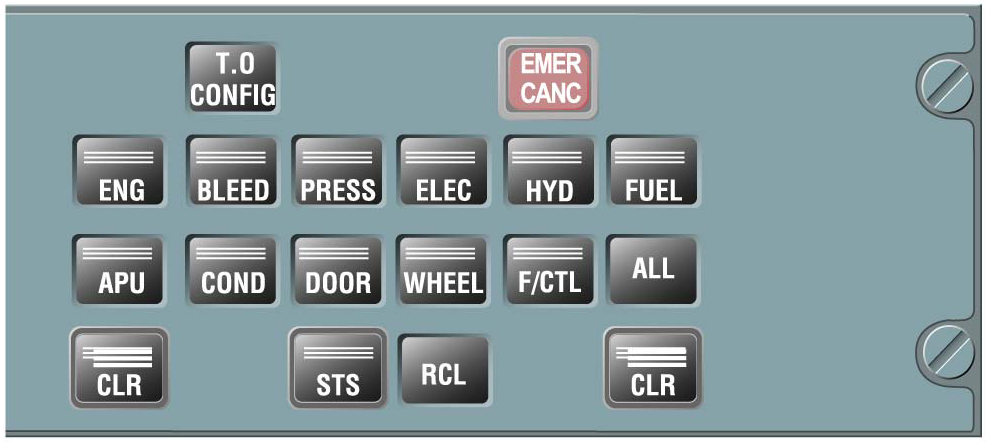 T.O
CONFIG
EMER
CANC
ENG
BLEED
PRESS
ELEC
HYD
FUEL
APU
COND
DOOR
WHEEL
F/CTL
ALL
CLR
STS
RCL
CLR